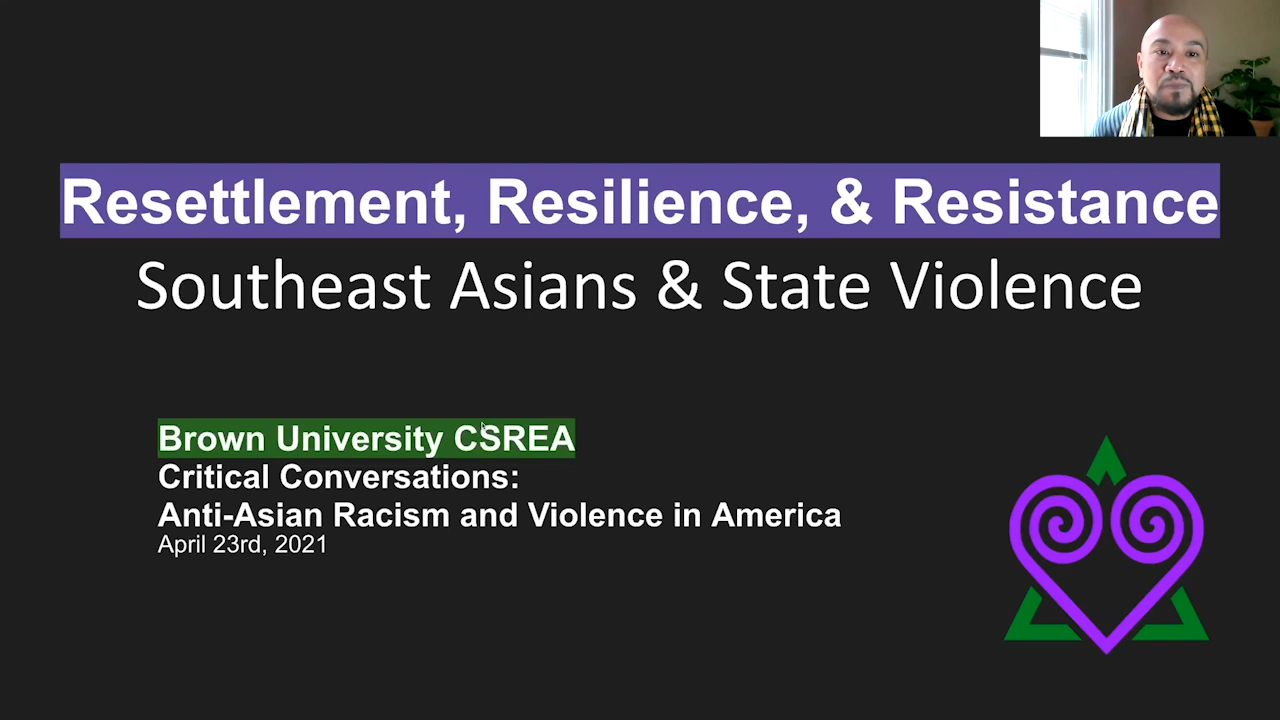 Resettlement, Resilience, & Resistance
Southeast Asians & State Violence
Brown University CSREA
Critical Conversations:
Anti-Asian Racism and Violence in America
April 23rd, 2021